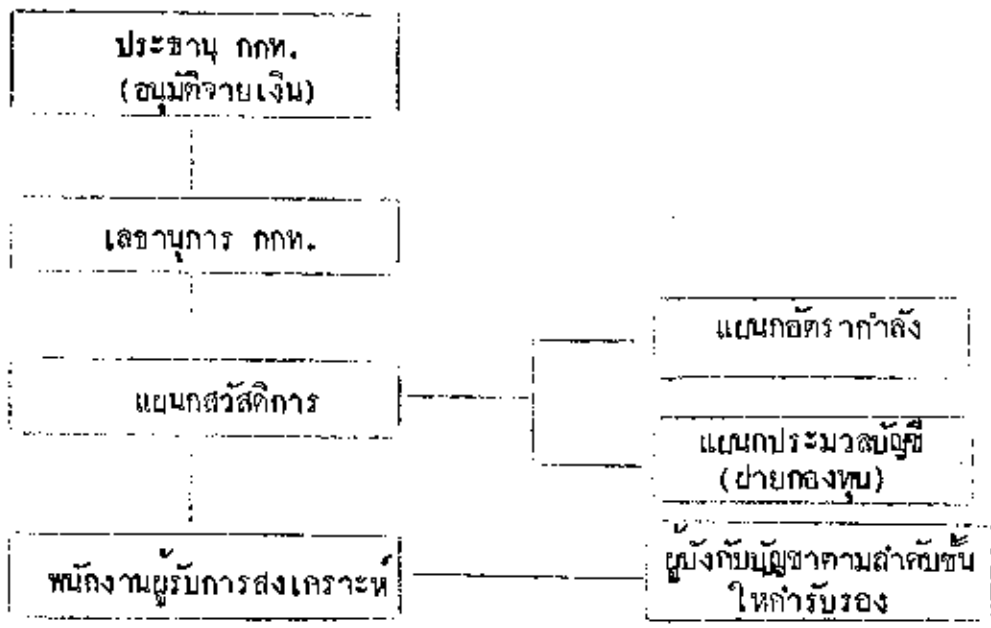 ประธานุ กกท.
(อนุมัติจายเงิน)
เลขานุการ กกท.
แผนกอัตรากำลัง
แผนกสวัสดิการ
แผนกประมวลบัญชี
(ฝ่ายกองทุน)
พนักงานผู้รับการสงเคราะห์
ผู้บังกับบัญชาตามลำดับชั้น
ให้คำรับรอง